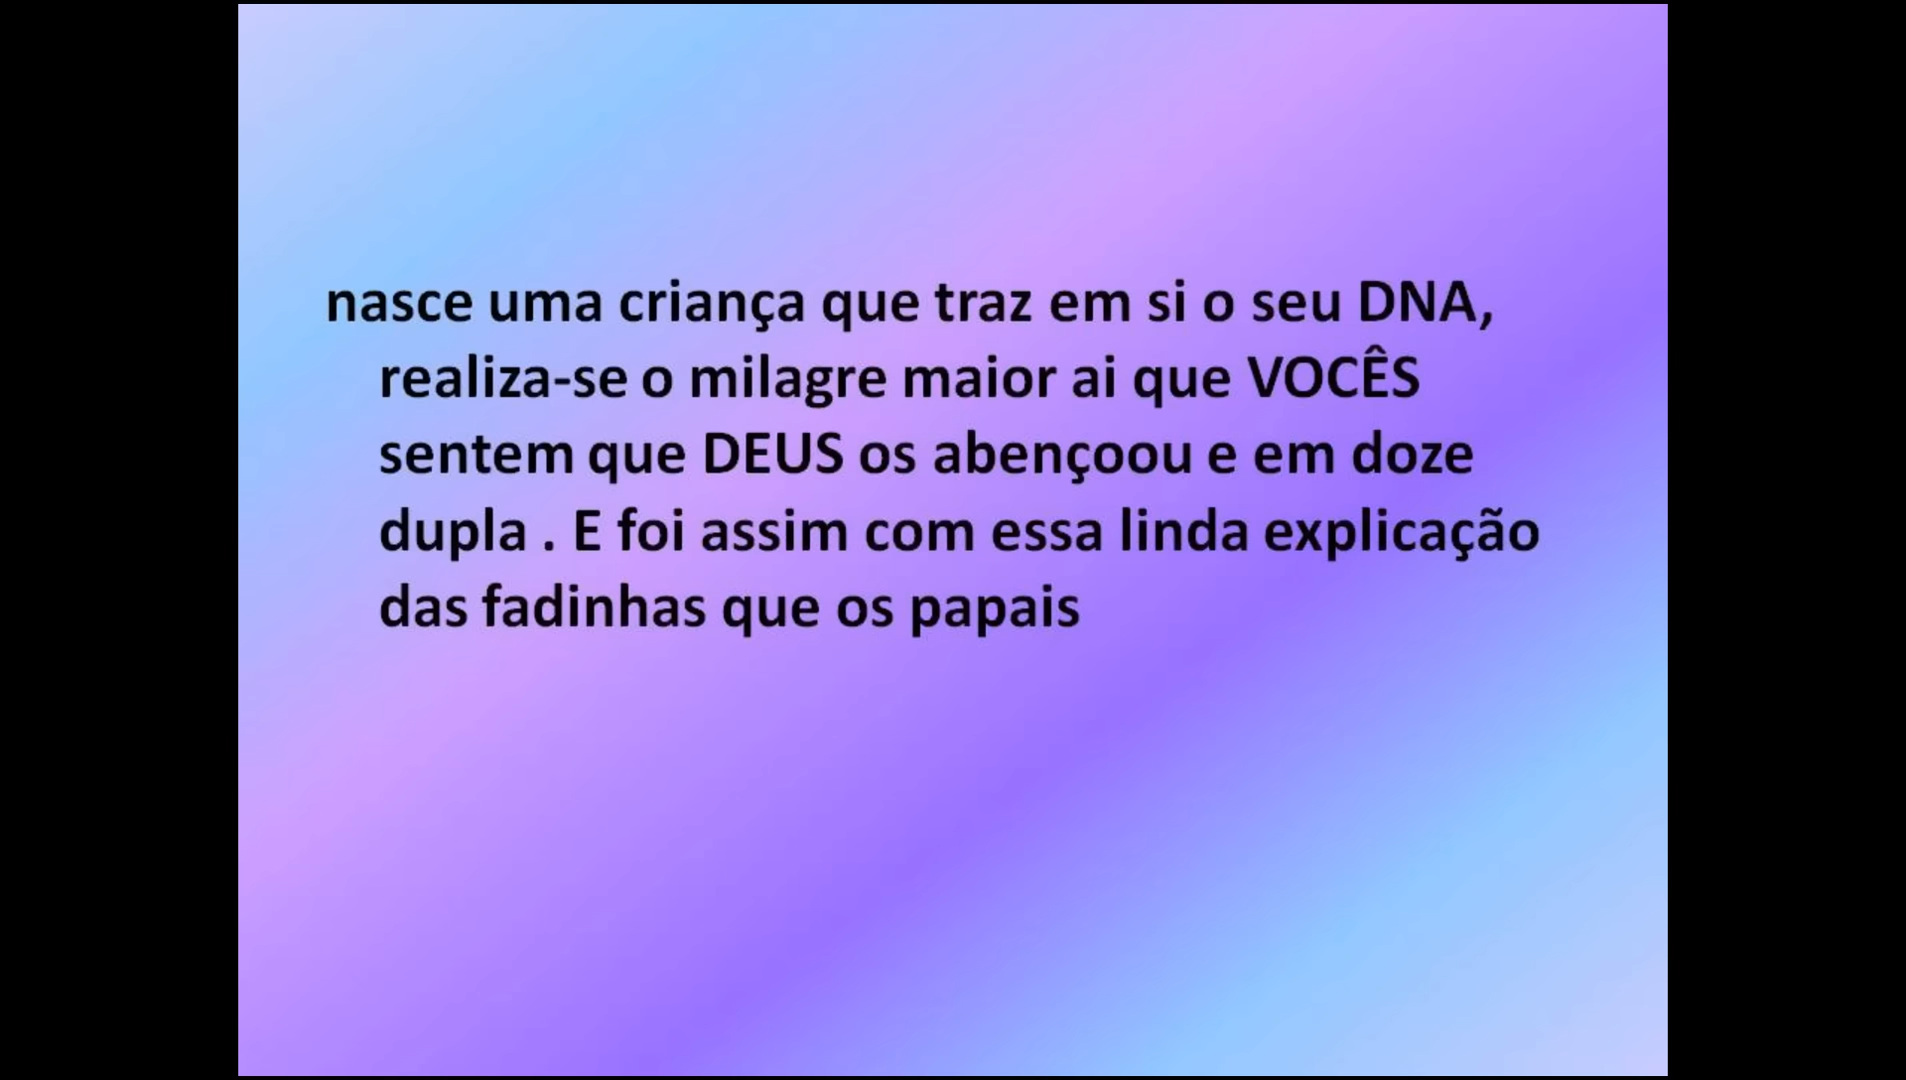 nasce uma criança que traz em si o seu DNA,
realiza-se o milagre maior ai que VOCÊS
sentem que DEUS os abençoou e em doze
dupla . E foi assim com essa linda explicação
das fadinhas que os papais